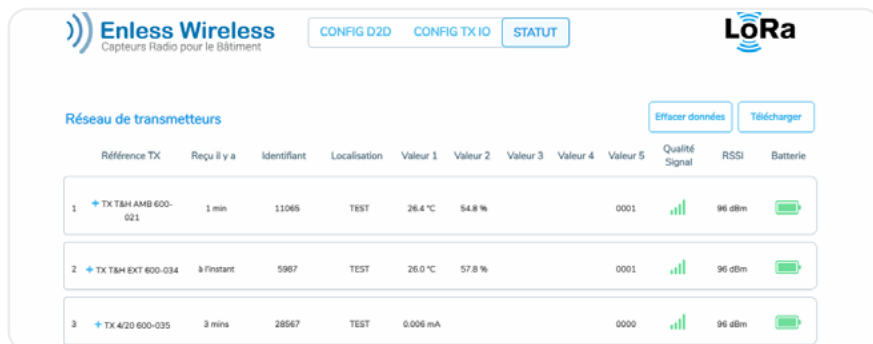 Enless Wireless
Capteurs Radio pour le Bâtiment
CONFIG D2D CONFIG TX IO STATUT
LoRa
Réseau de transmetteurs
Effacer données Télécharger
Référence TX Reçu il y a Identifiant Localisation Valeur 1 Valeur 2 Valeur 3 Valeur 4 Valeur 5 Qualité Signal RSSI Batterie
1 TX T&H AMB 600-021 1 min 11065 TEST 26.4 °C 54.8 % 0001 96 dBm
2 TX T&H EXT 600-034 à l'instant 5987 TEST 26.0 °C 57.8 % 0001 96 dBm
3 TX 4/20 600-035 3 mins 28567 TEST 0.006 mA 0000 96 dBm